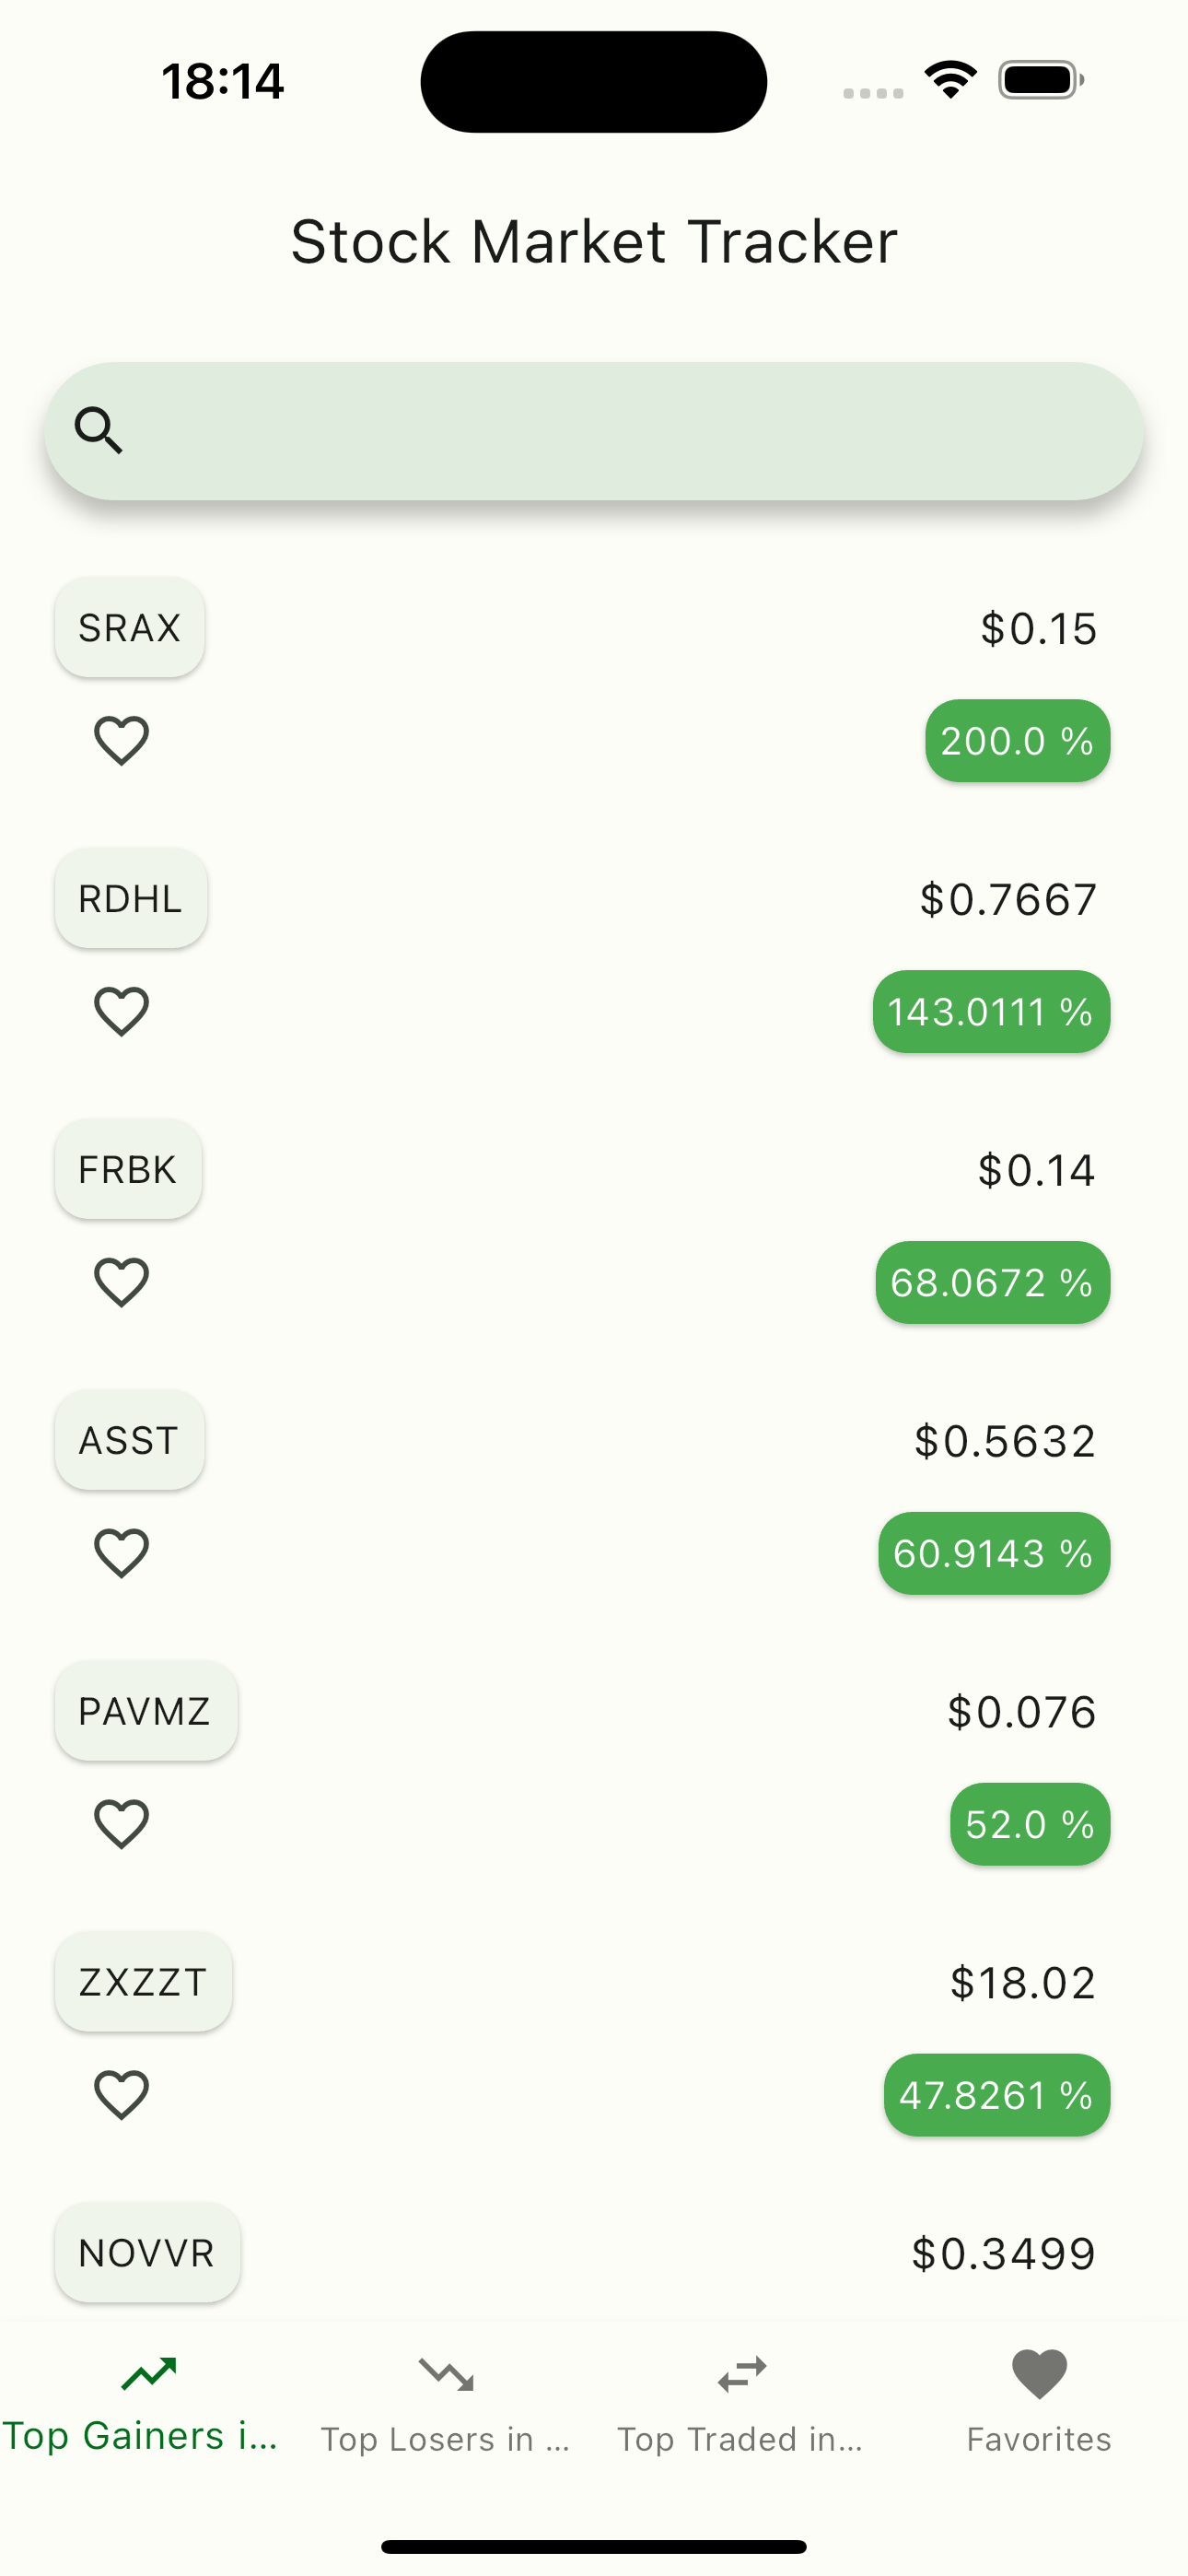 18:14
Stock Market Tracker
SRAX $0.15
200.0 %
RDHL $0.7667
143.0111 %
FRBK $0.14
68.0672 %
ASST $0.5632
60.9143 %
PAVMZ $0.076
52.0 %
ZXZZT $18.02
47.8261 %
NOVVR $0.3499
Top Gainers i... Top Losers in ... Top Traded in... Favorites